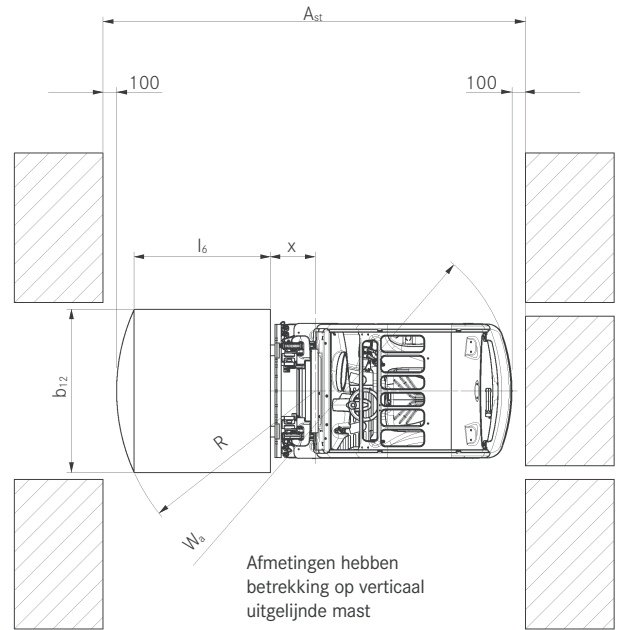 Ast
100 100
l6 x
b12
R
Wa
Afmetingen hebben
betrekking op verticaal
uitgelijnde mast